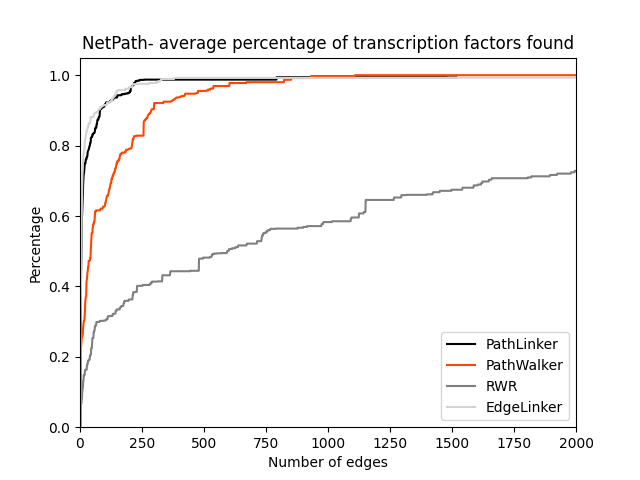 NetPath- average percentage of transcription factors found
1.0
0.8
0.6
0.4
0.2
0.0
Percentage
0 250 500 750 1000 1250 1500 1750 2000
Number of edges
PathLinker
PathWalker
RWR
EdgeLinker